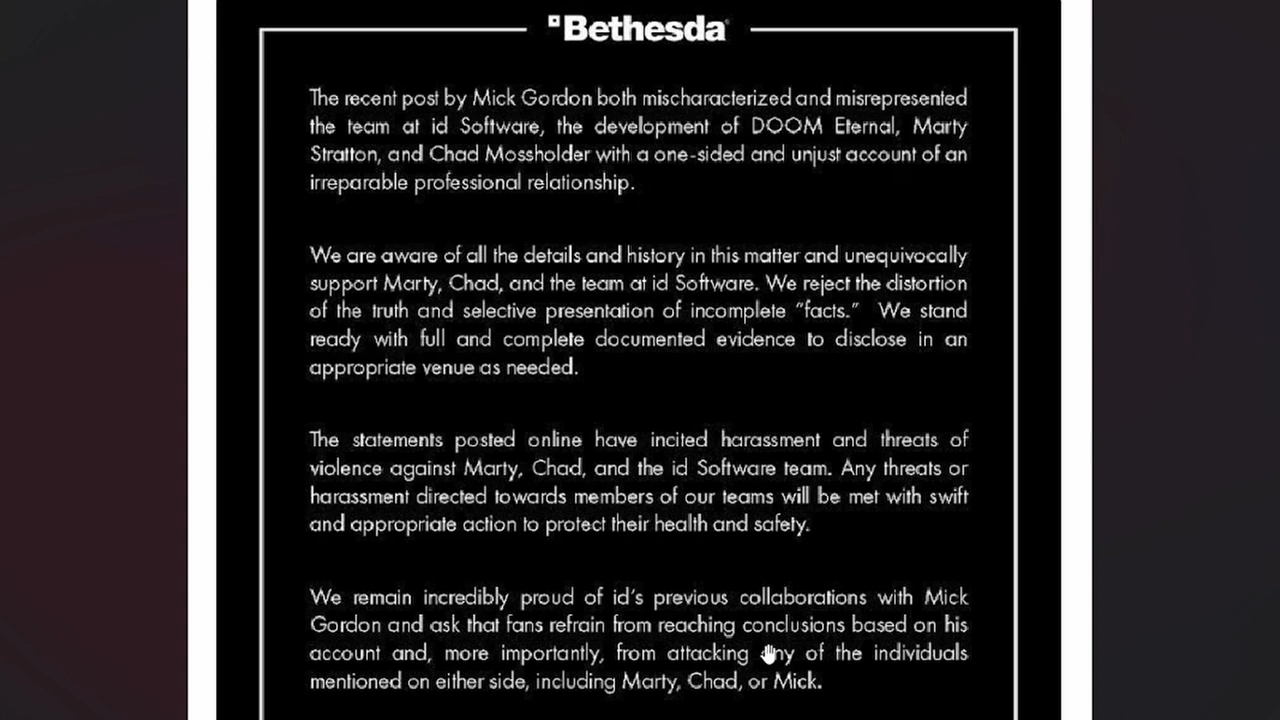 Bethesda
The recent post by Mick Gordon both mischaracterized and misrepresented
the team at id Software, the development of DOOM Eternal, Marty
Stratton, and Chad Mossholder with a one-sided and unjust account of an
irreparable professional relationship.
We are aware of all the details and history in this matter and unequivocally
support Marty, Chad, and the team at id Software. We reject the distortion
of the truth and selective presentation of incomplete “facts.”  We stand
ready with full and complete documented evidence to disclose in an
appropriate venue as needed.
The statements posted online have incited harassment and threats of
violence against Marty, Chad, and the id Software team. Any threats or
harassment directed towards members of our teams will be met with swift
and appropriate action to protect their health and safety.
We remain incredibly proud of id’s previous collaborations with Mick
Gordon and ask that fans refrain from reaching conclusions based on his
account and, more importantly, from attacking any of the individuals
mentioned on either side, including Marty, Chad, or Mick.